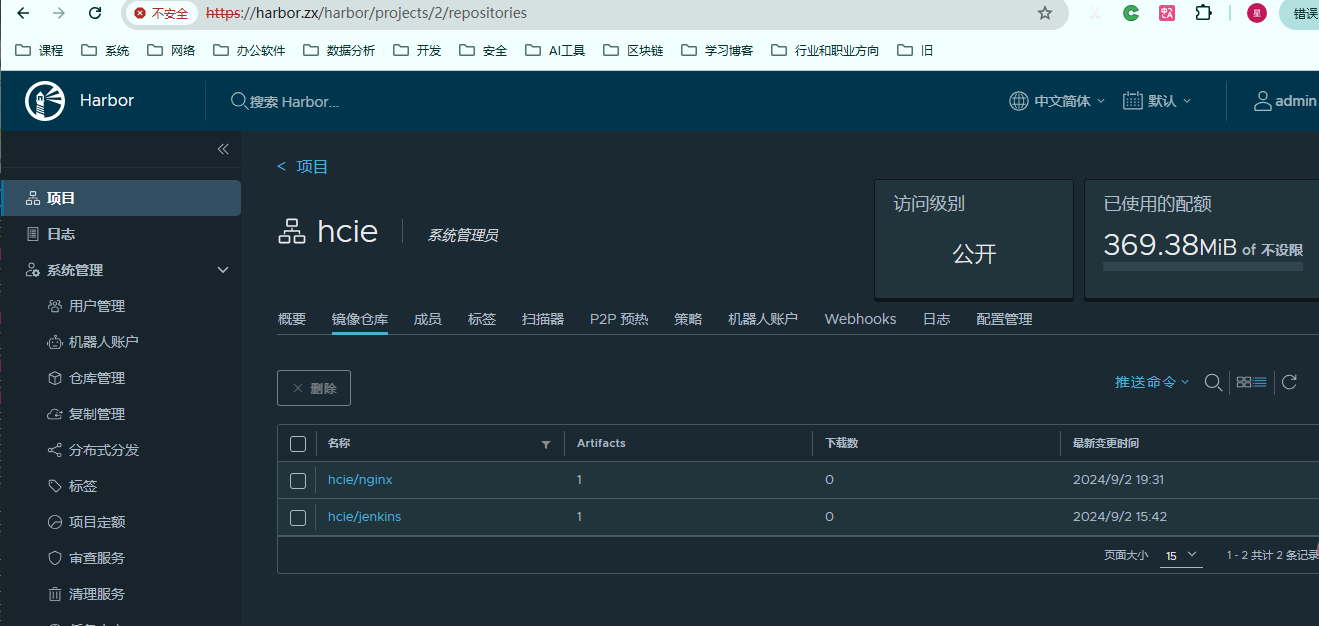 不安全 https://harbor.zx/harbor/projects/2/repositories 星 错误
课程 系统 网络 办公软件 数据分析 开发 安全 AI工具 区块链 学习博客 行业和职业方向 旧
Harbor 搜索 Harbor... 中文简体 默认 admin
< 项目
项目
日志
系统管理
用户管理
机器人账户
仓库管理
复制管理
分布式分发
标签
项目定额
审查服务
清理服务
hcie 系统管理员
访问级别
公开
已使用的配额
369.38MiB of 不设限
概要 镜像仓库 成员 标签 扫描器 P2P 预热 策略 机器人账户 Webhooks 日志 配置管理
删除 推送命令
名称 Artifacts 下载数 最新变更时间
hcie/nginx 1 0 2024/9/2 19:31
hcie/jenkins 1 0 2024/9/2 15:42
页面大小 15 1 - 2 共计 2 条记录